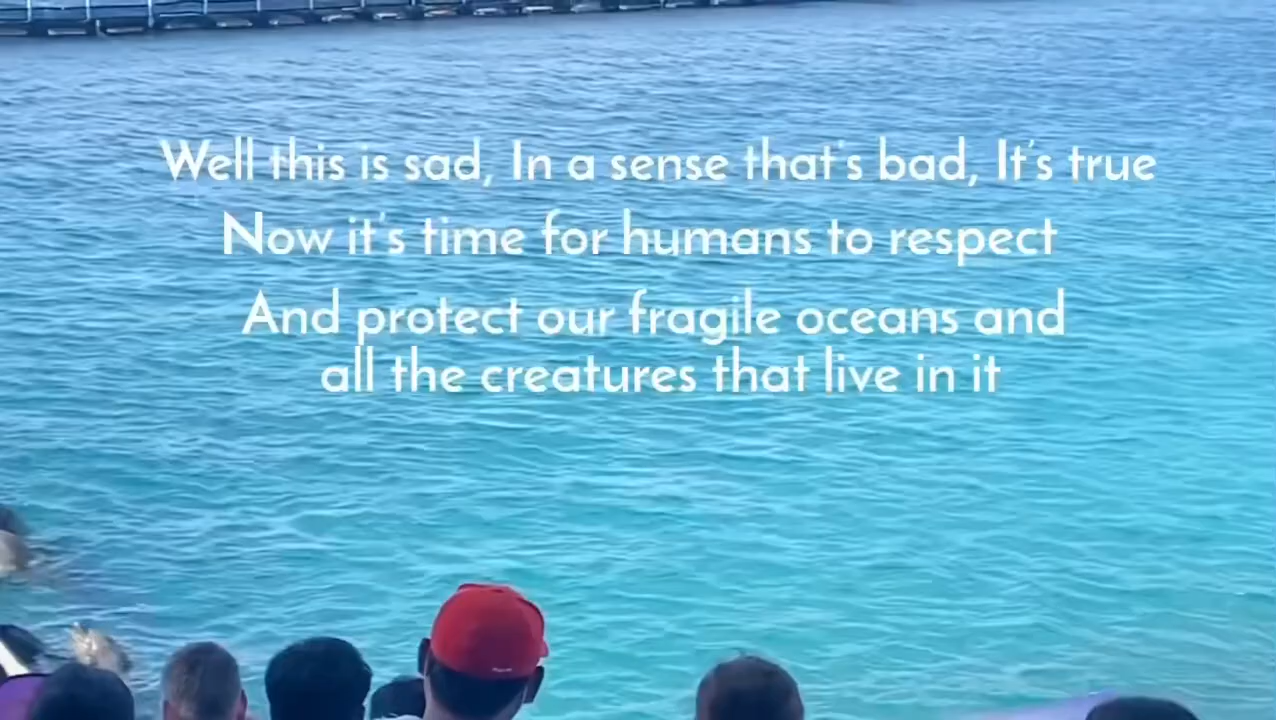 Well this is sad, In a sense that's bad, It's true
Now it's time for humans to respect
And protect our fragile oceans and
all the creatures that live in it